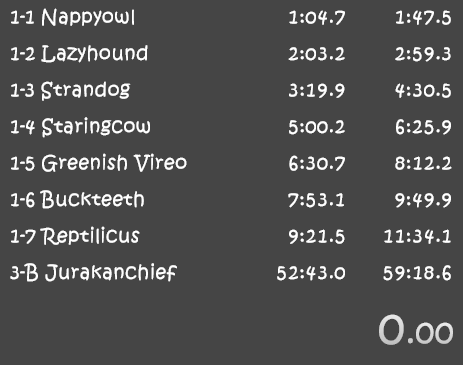 1-1 Nappyowl 1:04.7 1:47.5
1-2 Lazyhound 2:03.2 2:59.3
1-3 Strandog 3:19.9 4:30.5
1-4 Staringcow 5:00.2 6:25.9
1-5 Greenish Vireo 6:30.7 8:12.2
1-6 Buckteeth 7:53.1 9:49.9
1-7 Reptilicus 9:21.5 11:34.1
3-B Jurakanchief 52:43.0 59:18.6
0.00